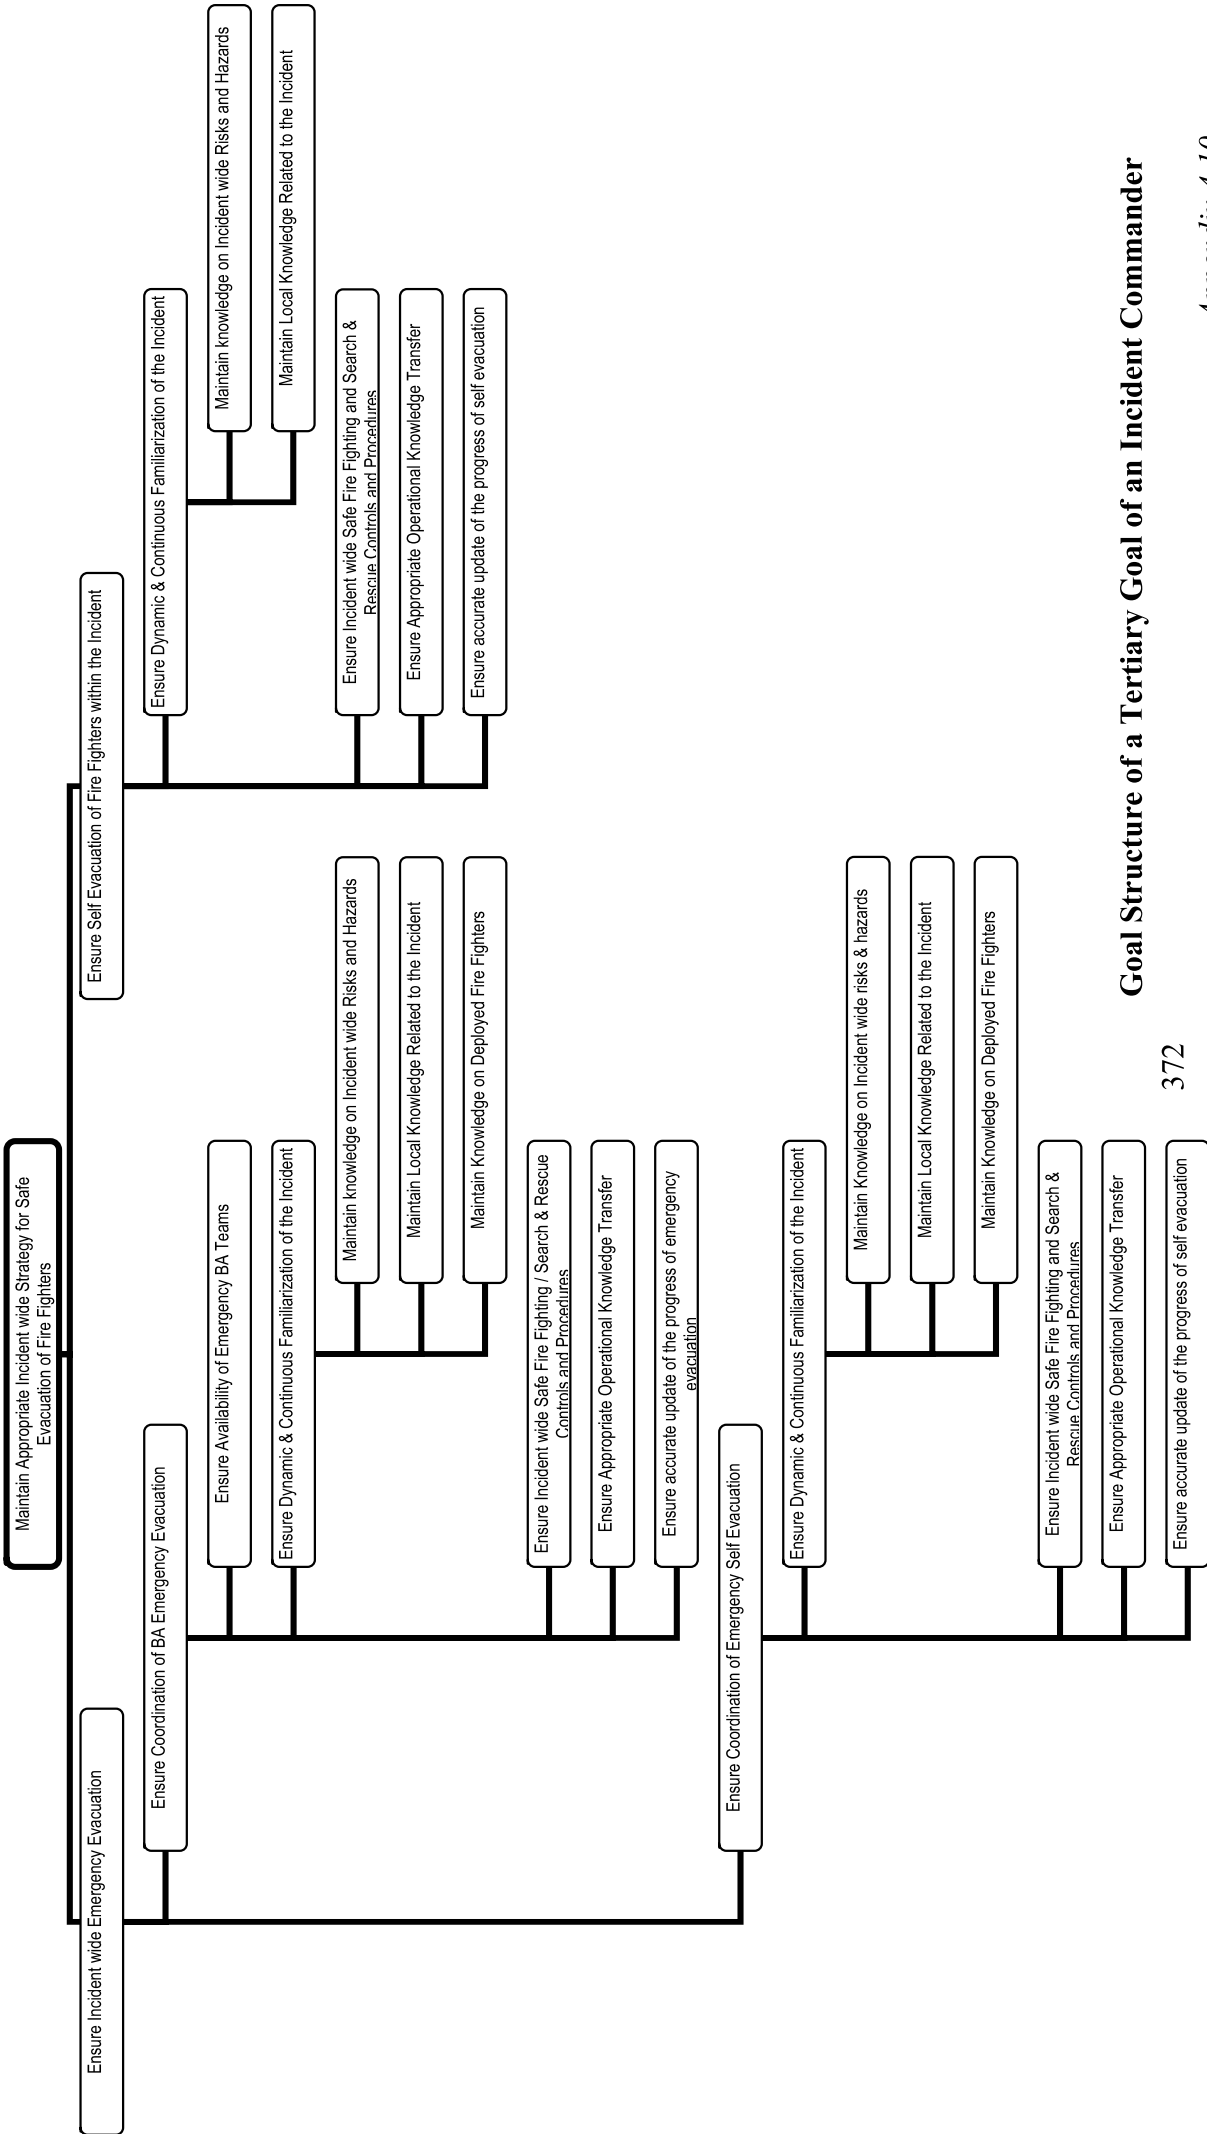 Maintain Appropriate Incident wide Strategy for Safe
Evacuation of Fire Fighters
Ensure Incident wide Emergency Evacuation
Ensure Coordination of BA Emergency Evacuation
Ensure Availability of Emergency BA Teams
Ensure Dynamic & Continuous Familiarization of the Incident
Maintain knowledge on Incident wide Risks and Hazards
Maintain Local Knowledge Related to the Incident
Maintain Knowledge on Deployed Fire Fighters
Ensure Incident wide Safe Fire Fighting / Search & Rescue
Controls and Procedures
Ensure Appropriate Operational Knowledge Transfer
Ensure accurate update of the progress of emergency
evacuation
Ensure Coordination of Emergency Self Evacuation
Ensure Dynamic & Continuous Familiarization of the Incident
Maintain Knowledge on Incident wide risks & hazards
Maintain Local Knowledge Related to the Incident
Maintain Knowledge on Deployed Fire Fighters
Ensure Incident wide Safe Fire Fighting and Search &
Rescue Controls and Procedures
Ensure Appropriate Operational Knowledge Transfer
Ensure accurate update of the progress of self evacuation
Ensure Self Evacuation of Fire Fighters within the Incident
Ensure Dynamic & Continuous Familiarization of the Incident
Maintain knowledge on Incident wide Risks and Hazards
Maintain Local Knowledge Related to the Incident
Ensure Incident wide Safe Fire Fighting and Search &
Rescue Controls and Procedures
Ensure Appropriate Operational Knowledge Transfer
Ensure accurate update of the progress of self evacuation
Goal Structure of a Tertiary Goal of an Incident Commander
372